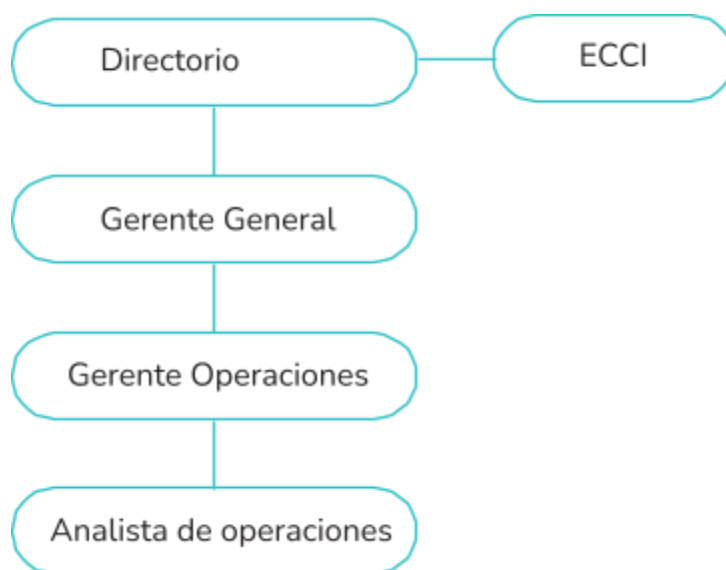 Directorio
ECCI
Gerente General
Gerente Operaciones
Analista de operaciones